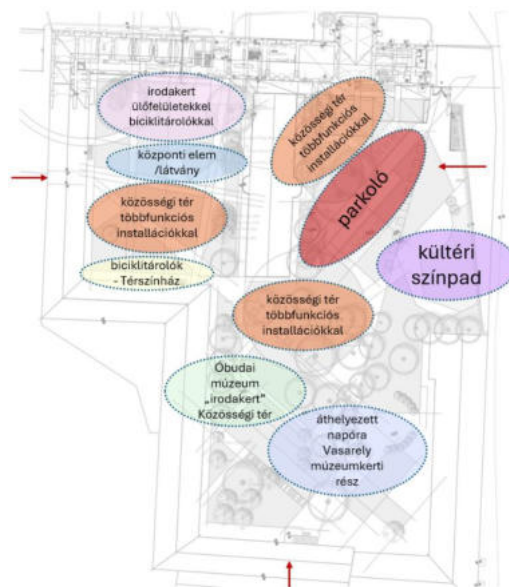 irodakert
ülőfelületekkel
biciklitárolókkal
központi elem
/látvány
közösségi tér
többfunkciós
installációkkal
biciklitárolók
- Térszínház
közösségi tér
többfunkciós
installációkkal
parkoló
kültéri
színpad
közösségi tér
többfunkciós
installációkkal
Óbudai
múzeum
„irodakert”
Közösségi tér
áthelyezett
napóra
Vasarely
múzeumkerti
rész